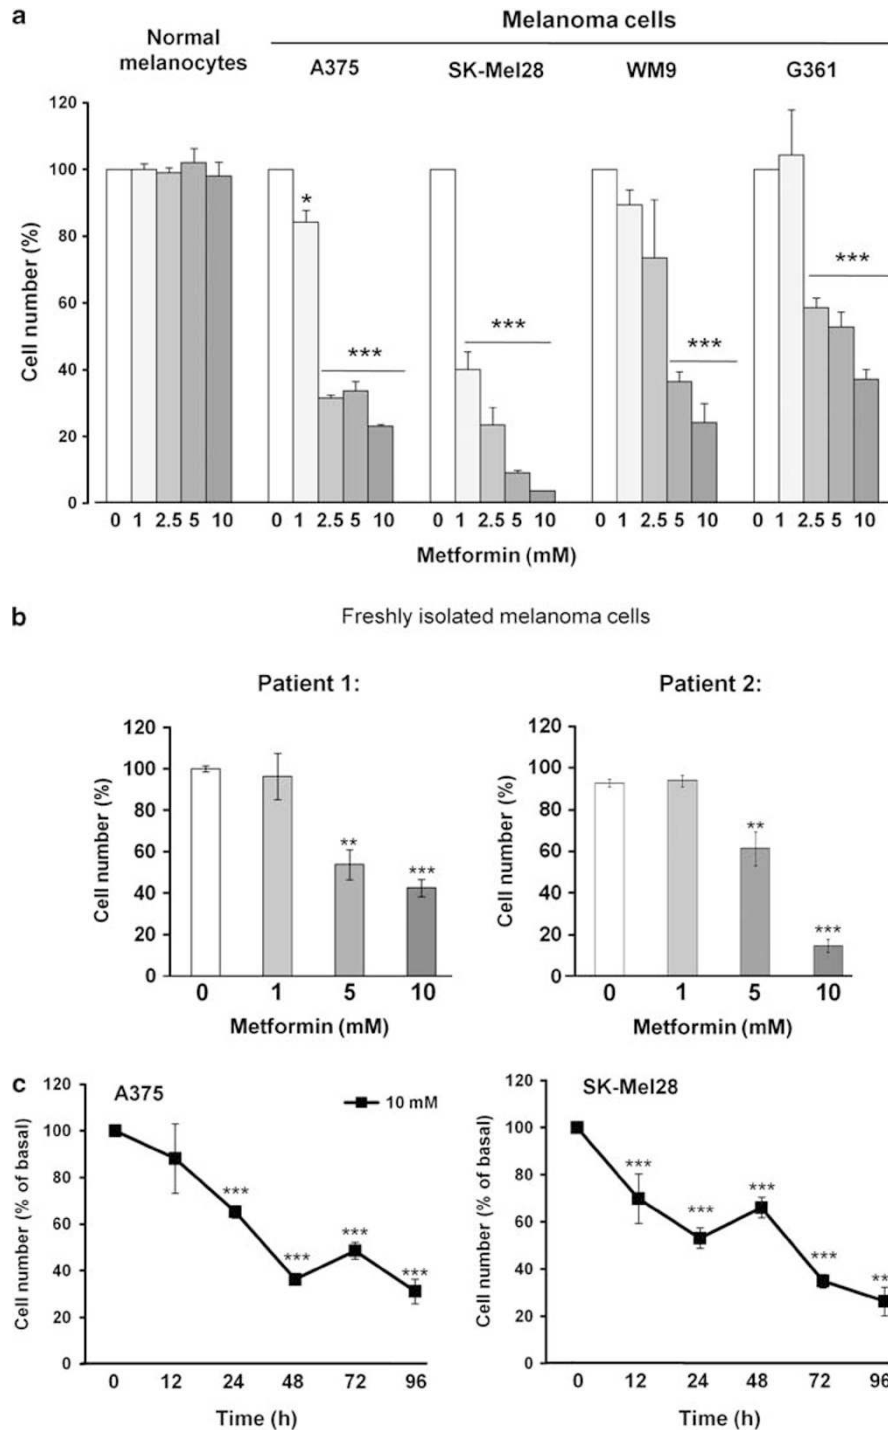 a
Melanoma cells
Normal
melanocytes
A375 SK-Mel28 WM9 G361
Cell number (%)
120
100
80
60
40
20
0
*
***
***
***
***
0 1 2.5 5 10 0 1 2.5 5 10 0 1 2.5 5 10 0 1 2.5 5 10 0 1 2.5 5 10
Metformin (mM)
b
Freshly isolated melanoma cells
Patient 1:
Cell number (%)
120
100
80
60
40
20
0
**
***
0 1 5 10
Metformin (mM)
Patient 2:
Cell number (%)
120
100
80
60
40
20
0
**
***
0 1 5 10
Metformin (mM)
c
A375
10 mM
Cell number (% of basal)
120
100
80
60
40
20
0
***
***
***
***
0 12 24 48 72 96
Time (h)
SK-Mel28
Cell number (% of basal)
120
100
80
60
40
20
0
***
***
***
***
**
0 12 24 48 72 96
Time (h)